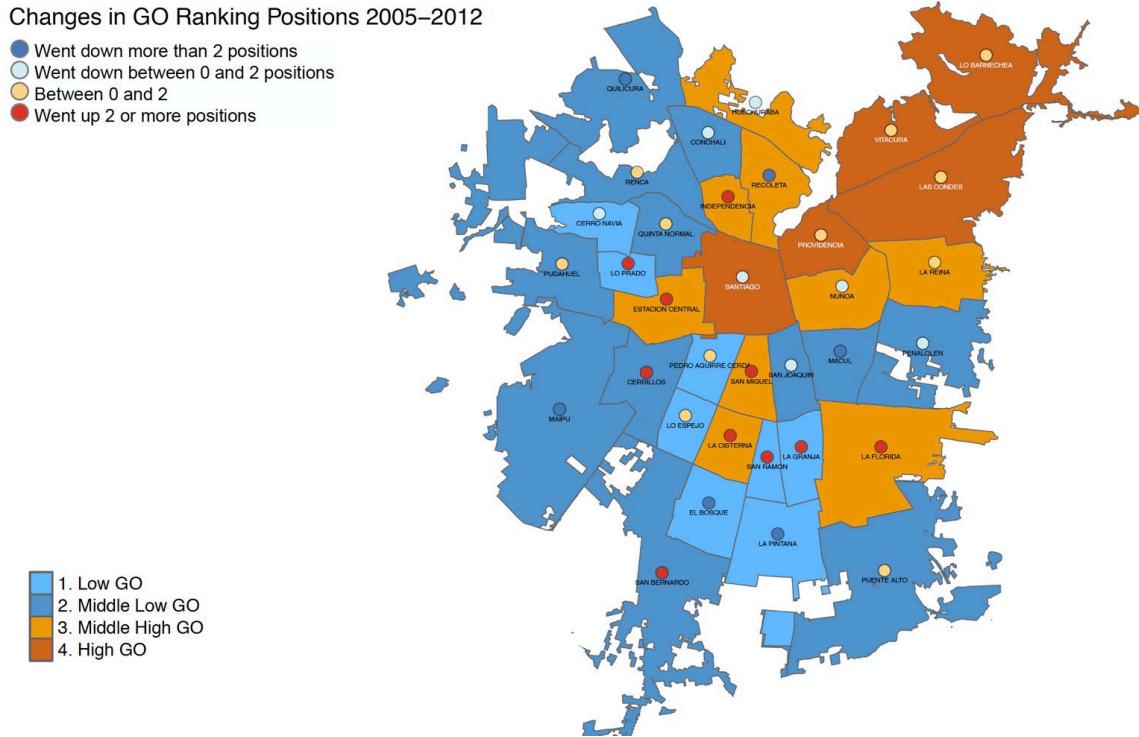 Changes in GO Ranking Positions 2005–2012
Went down more than 2 positions
Went down between 0 and 2 positions
Between 0 and 2
Went up 2 or more positions
LO BARNECHEA
QUILICURA
HUECHURABA
VITACURA
CONCHALI
RENCA
RECOLETA
LAS CONDES
INDEPENDENCIA
CERRO NAVIA
QUINTA NORMAL
PROVIDENCIA
PUDAHUEL
LO PRADO
LA REINA
SANTIAGO
NUNOA
ESTACION CENTRAL
PEDRO AGUIRRE CERDA
MACUL
PENALOLEN
CERRILLOS
SAN MIGUEL
SAN JOAQUIN
MAIPU
LO ESPEJO
LA CISTERNA
LA GRANJA
LA FLORIDA
SAN RAMON
EL BOSQUE
LA PINTANA
SAN BERNARDO
PUENTE ALTO
1. Low GO
2. Middle Low GO
3. Middle High GO
4. High GO